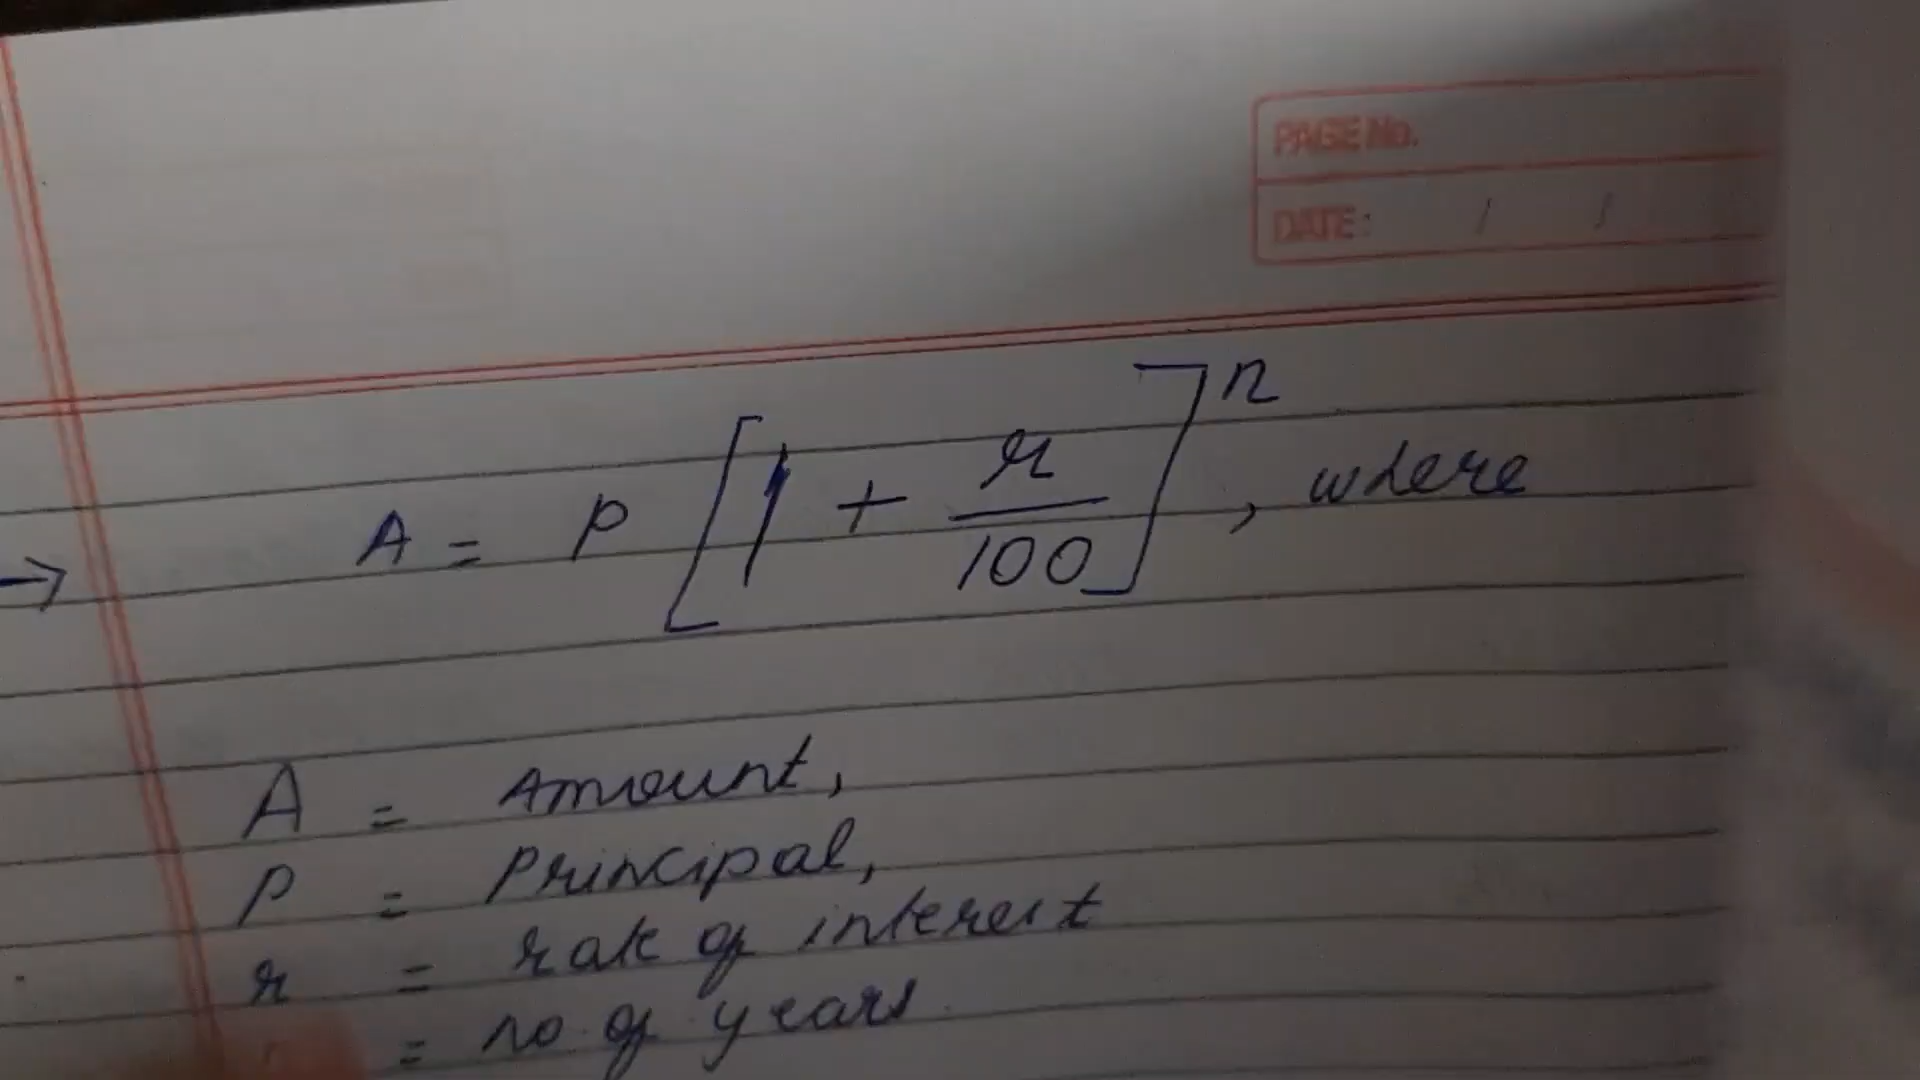 PAGE No.
DATE: / /
→ A = P [1 + r/100]^n, where
A = Amount,
P = Principal,
r = rate of interest
= no. of years.